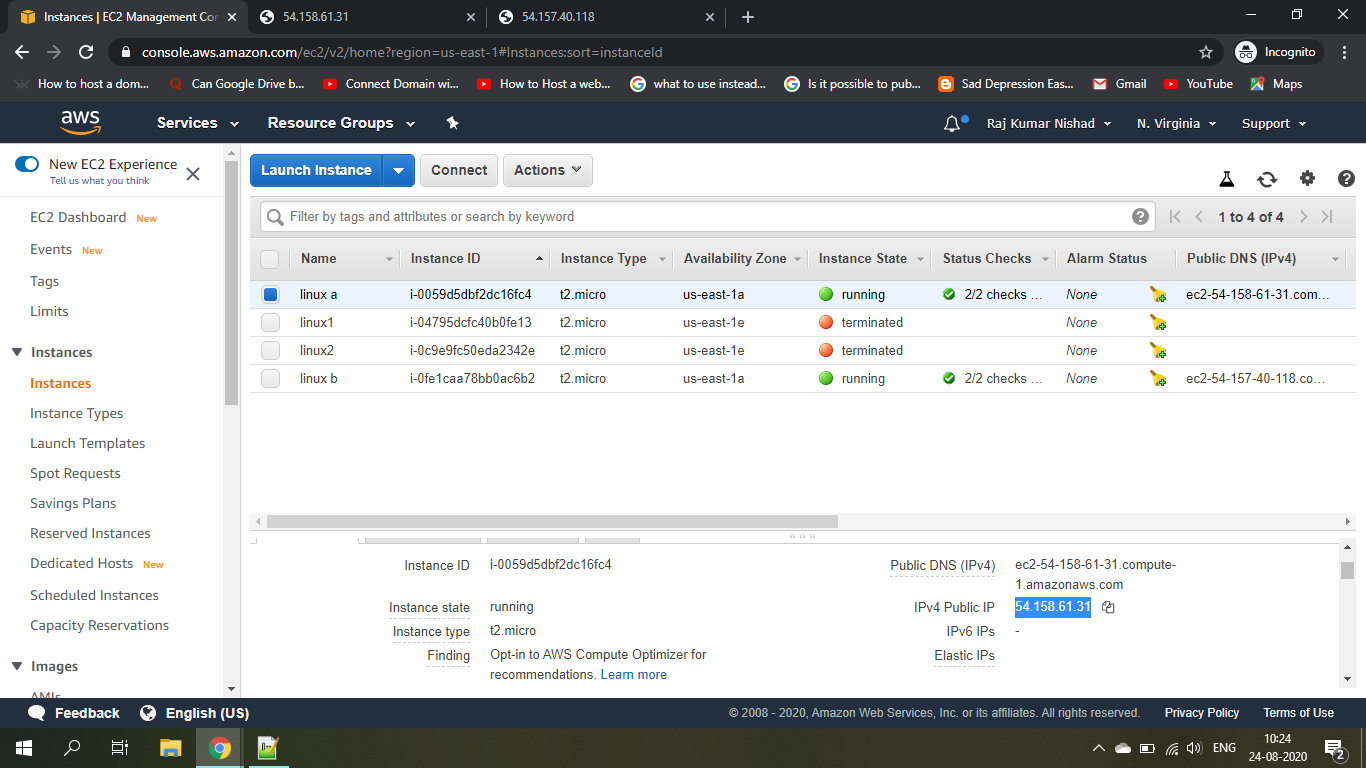 Instances | EC2 Management Con
54.158.61.31
54.157.40.118
console.aws.amazon.com/ec2/v2/home?region=us-east-1#Instances:sort=instanceId
Incognito
How to host a dom...
Can Google Drive b...
Connect Domain wi...
How to Host a web...
what to use instead...
Is it possible to pub...
Sad Depression Eas...
Gmail
YouTube
Maps
aws
Services
Resource Groups
Raj Kumar Nishad
N. Virginia
Support
New EC2 Experience
Tell us what you think
EC2 Dashboard New
Events New
Tags
Limits
Instances
Instances
Instance Types
Launch Templates
Spot Requests
Savings Plans
Reserved Instances
Dedicated Hosts New
Scheduled Instances
Capacity Reservations
Images
AMIs
Launch Instance
Connect
Actions
Filter by tags and attributes or search by keyword
1 to 4 of 4
Name Instance ID Instance Type Availability Zone Instance State Status Checks Alarm Status Public DNS (IPv4)
linux a i-0059d5dbf2dc16fc4 t2.micro us-east-1a running 2/2 checks ... None ec2-54-158-61-31.com...
linux1 i-04795dcfc40b0fe13 t2.micro us-east-1e terminated None
linux2 i-0c9e9fc50eda2342e t2.micro us-east-1e terminated None
linux b i-0fe1caa78bb0ac6b2 t2.micro us-east-1a running 2/2 checks ... None ec2-54-157-40-118.co...
Instance ID i-0059d5dbf2dc16fc4
Instance state running
Instance type t2.micro
Finding Opt-in to AWS Compute Optimizer for
recommendations. Learn more
Public DNS (IPv4) ec2-54-158-61-31.compute-
1.amazonaws.com
IPv4 Public IP 54.158.61.31
IPv6 IPs -
Elastic IPs
Feedback
English (US)
© 2008 - 2020, Amazon Web Services, Inc. or its affiliates. All rights reserved.
Privacy Policy
Terms of Use
ENG
10:24
24-08-2020
2